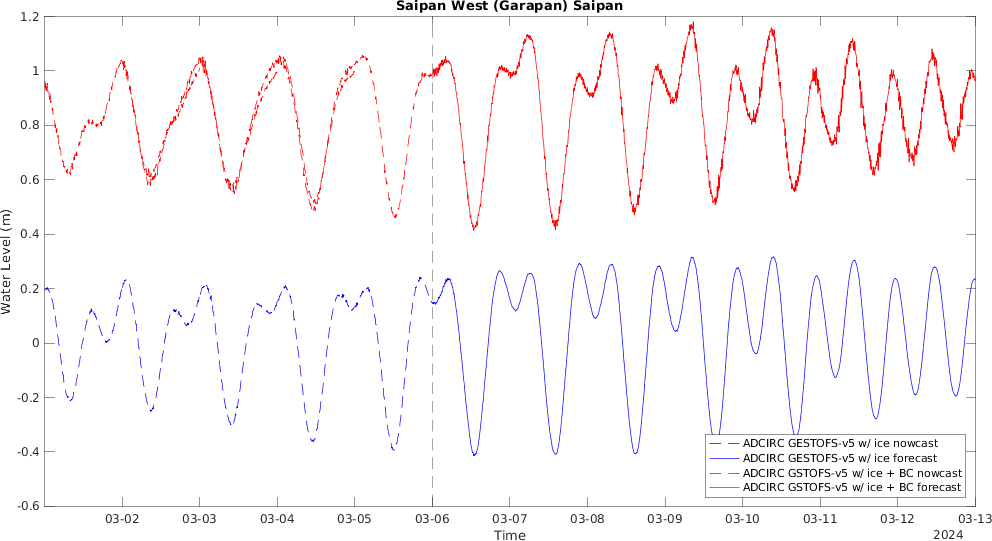 Saipan West (Garapan) Saipan
1.2
1
0.8
0.6
0.4
0.2
0
-0.2
-0.4
-0.6
Water Level (m)
ADCIRC GESTOFS-v5 w/ ice nowcast
ADCIRC GESTOFS-v5 w/ ice forecast
ADCIRC GSTOFS-v5 w/ ice + BC nowcast
ADCIRC GSTOFS-v5 w/ ice + BC forecast
03-02 03-03 03-04 03-05 03-06 03-07 03-08 03-09 03-10 03-11 03-12 03-13
Time
2024